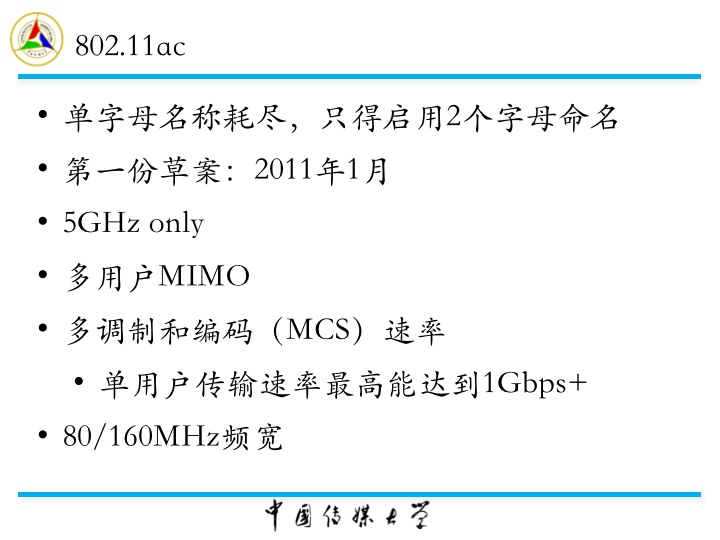 802.11ac
• 单字母名称耗尽，只得启用2个字母命名
• 第一份草案：2011年1月
• 5GHz only
• 多用户MIMO
• 多调制和编码（MCS）速率
• 单用户传输速率最高能达到1Gbps+
• 80/160MHz频宽
中国传媒大学